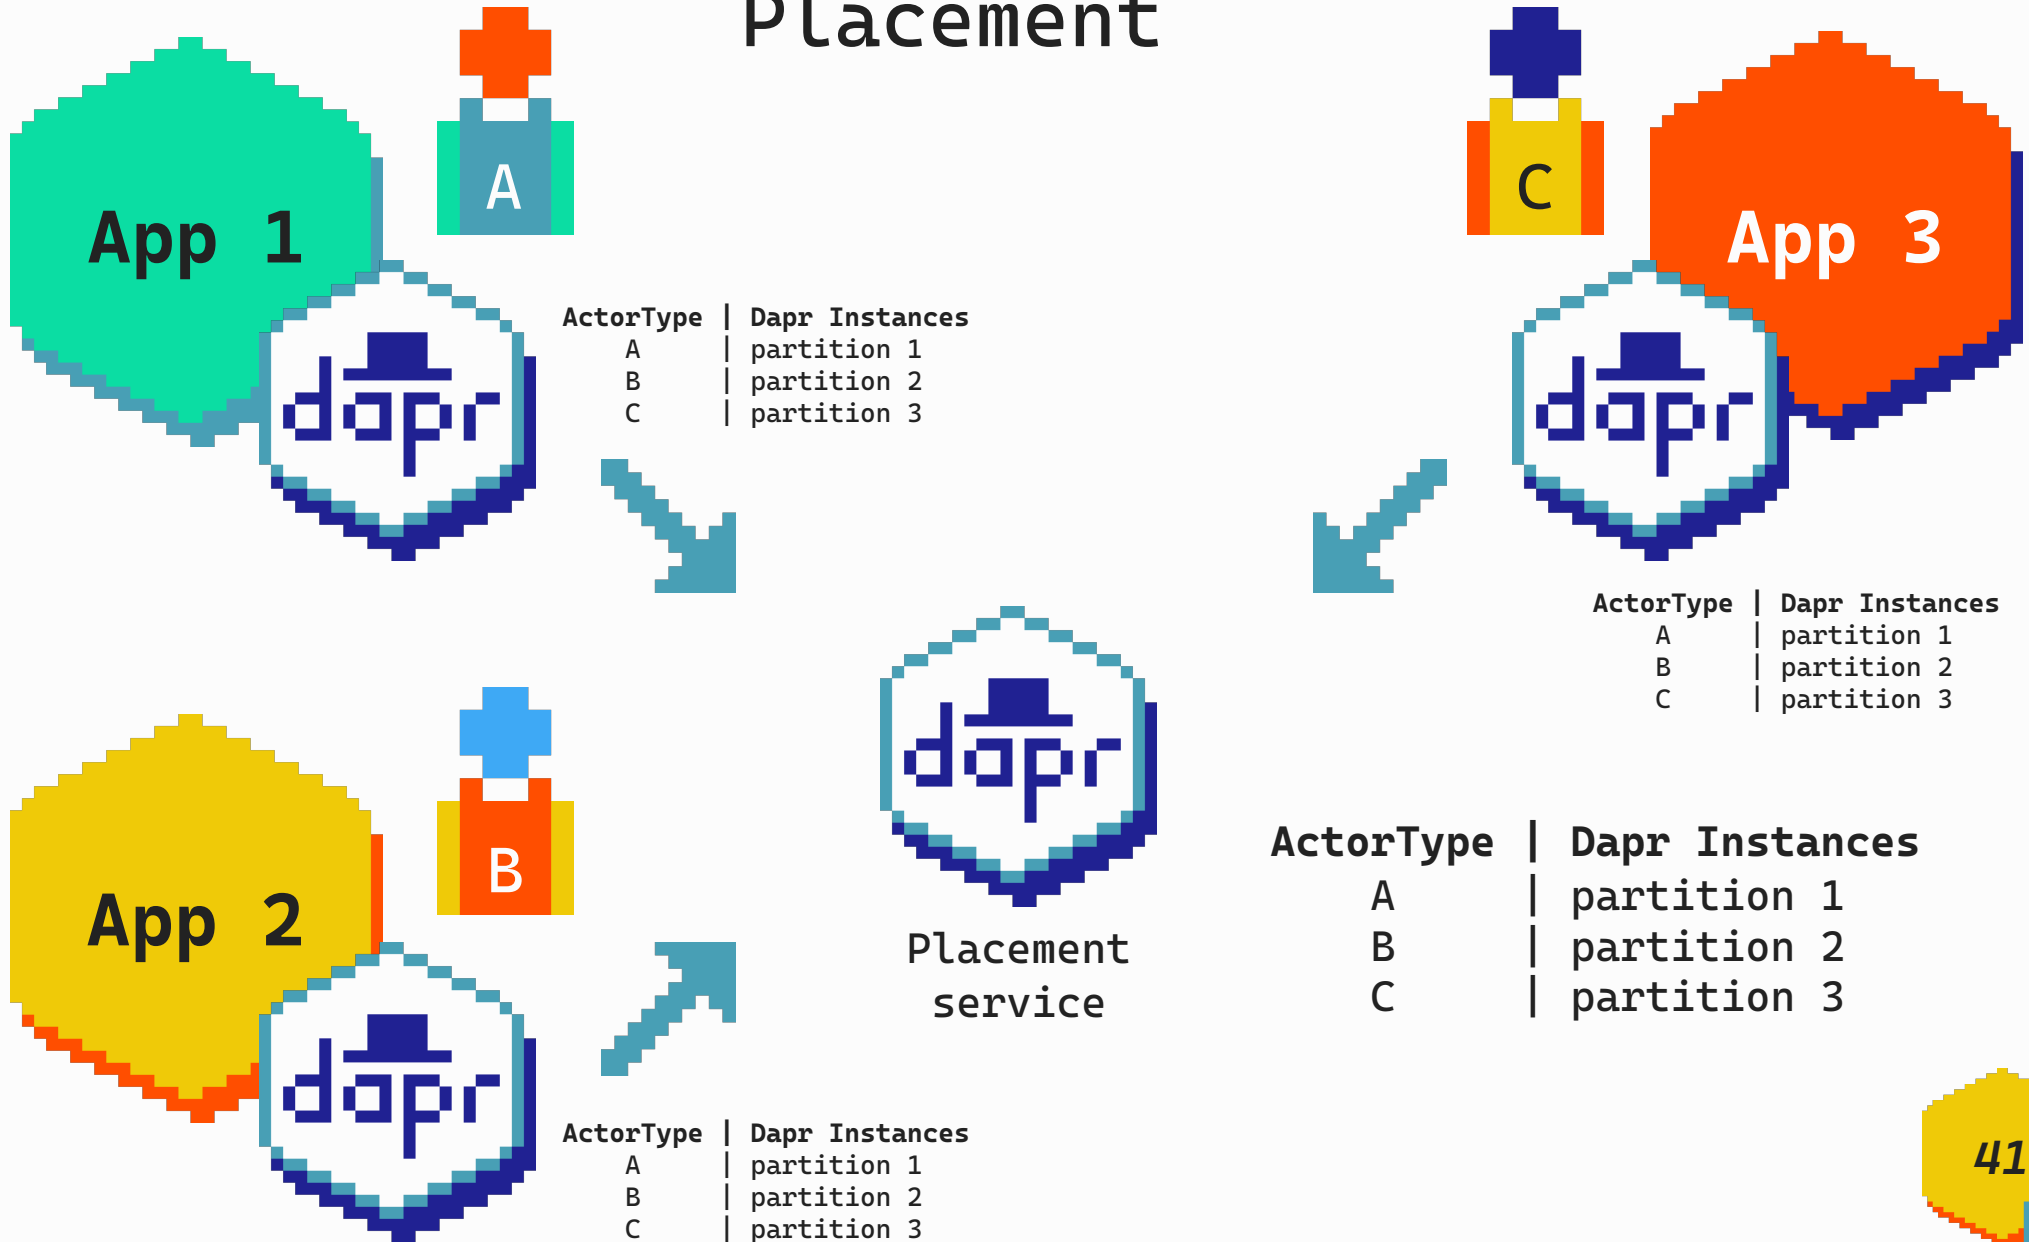 Placement
A
App 1
dapr
ActorType | Dapr Instances
A | partition 1
B | partition 2
C | partition 3
C
App 3
dapr
ActorType | Dapr Instances
A | partition 1
B | partition 2
C | partition 3
B
App 2
dapr
ActorType | Dapr Instances
A | partition 1
B | partition 2
C | partition 3
dapr
Placement
service
ActorType | Dapr Instances
A | partition 1
B | partition 2
C | partition 3
41